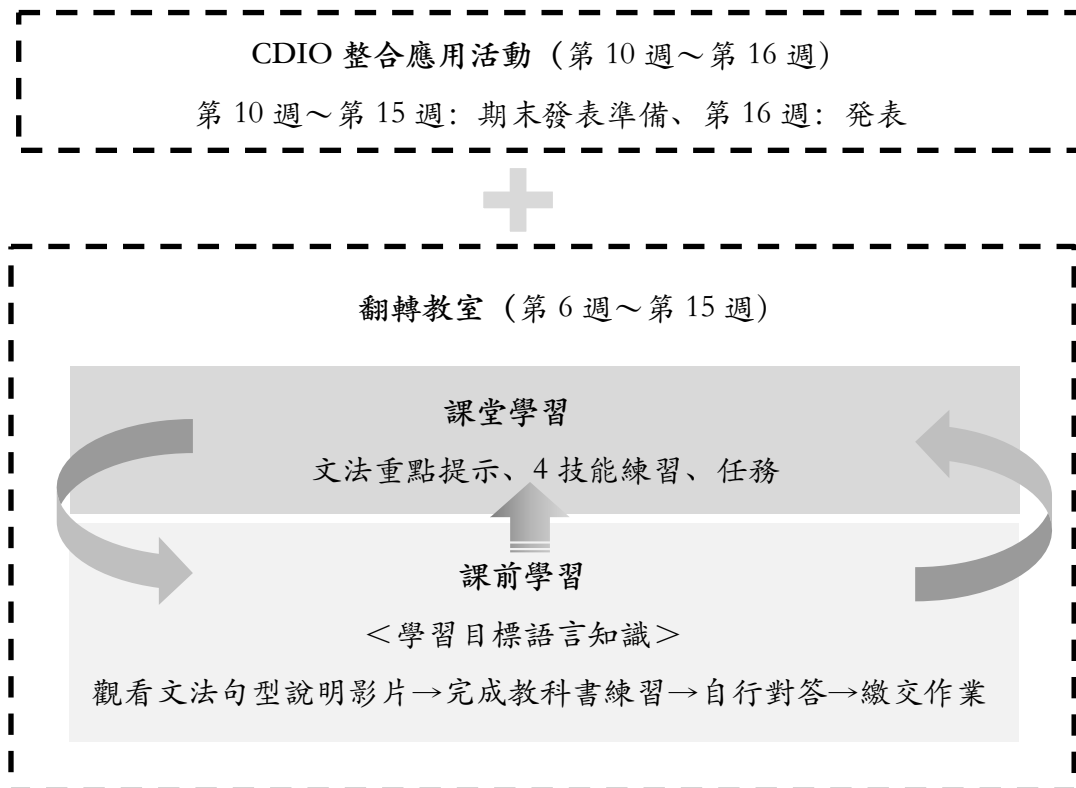 CDIO 整合應用活動（第 10 週～第 16 週）
第 10 週～第 15 週：期末發表準備、第 16 週：発表
翻轉教室（第 6 週～第 15 週）
課堂學習
文法重點提示、4 技能練習、任務
課前學習
＜學習目標語言知識＞
觀看文法句型說明影片→完成教科書練習→自行對答→繳交作業